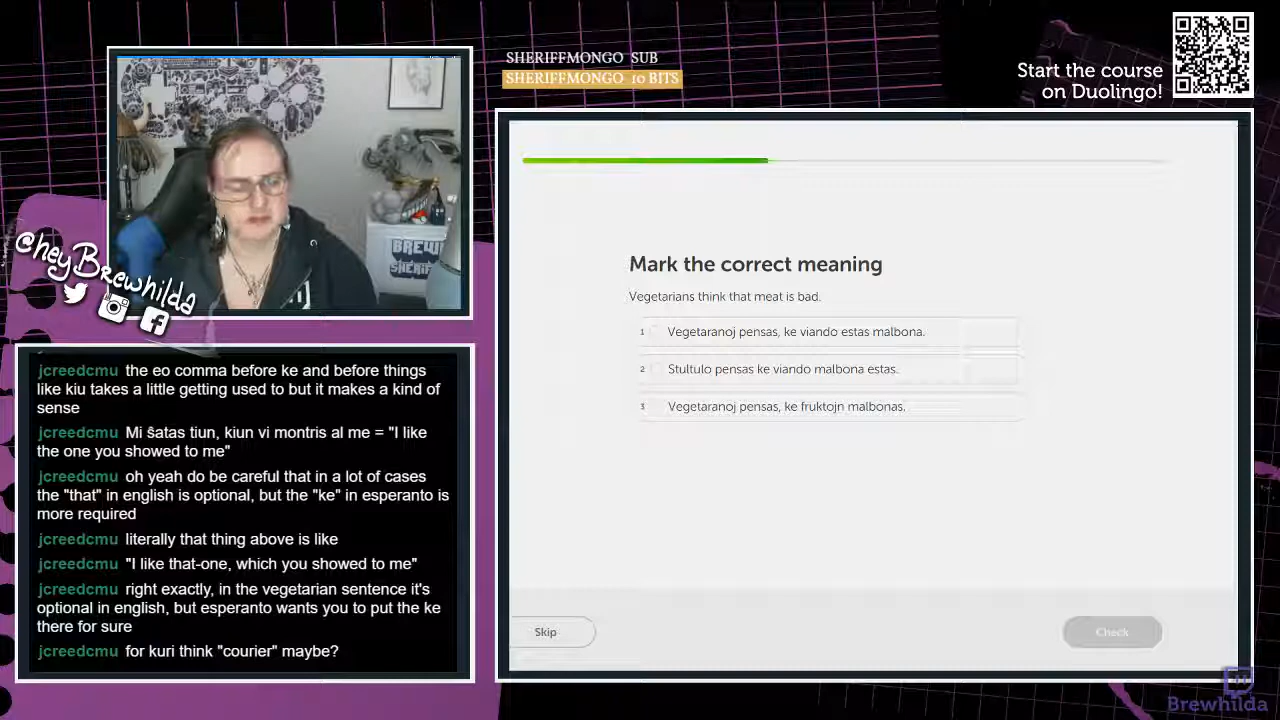 SHERIFFMONGO SUB
SHERIFFMONGO 10 BITS
Start the course
on Duolingo!
BREW
SHERIF
@heyBrewhilda
Mark the correct meaning
Vegetarians think that meat is bad.
1 Vegetaranoj pensas, ke viando estas malbona.
2 Stultulo pensas ke viando malbona estas.
3 Vegetaranoj pensas, ke fruktojn malbonas.
Skip
Check
jcreedcmu the eo comma before ke and before things
like kiu takes a little getting used to but it makes a kind of
sense
jcreedcmu Mi ŝatas tiun, kiun vi montris al me = "I like
the one you showed to me"
jcreedcmu oh yeah do be careful that in a lot of cases
the "that" in english is optional, but the "ke" in esperanto is
more required
jcreedcmu literally that thing above is like
jcreedcmu "I like that-one, which you showed to me"
jcreedcmu right exactly, in the vegetarian sentence it's
optional in english, but esperanto wants you to put the ke
there for sure
jcreedcmu for kuri think "courier" maybe?
Brewhilda